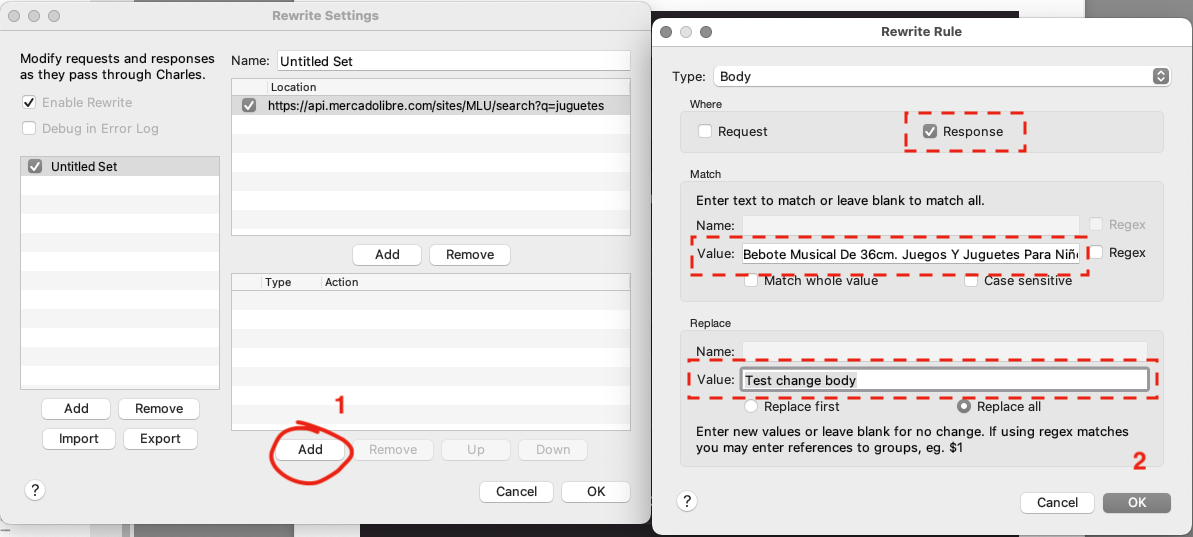 Rewrite Settings
Modify requests and responses
as they pass through Charles.
Enable Rewrite
Debug in Error Log
Untitled Set
Add Remove
Import Export
?
Name: Untitled Set
Location
https://api.mercadolibre.com/sites/MLU/search?q=juguetes
Add Remove
Type Action
1
Add Remove Up Down
Cancel OK
Rewrite Rule
Type: Body
Where
Request Response
Match
Enter text to match or leave blank to match all.
Name: Regex
Value: Bebote Musical De 36cm. Juegos Y Juguetes Para Niñ Regex
Match whole value Case sensitive
Replace
Name:
Value: Test change body
Replace first Replace all
Enter new values or leave blank for no change. If using regex matches
you may enter references to groups, eg. $1
2
? Cancel OK